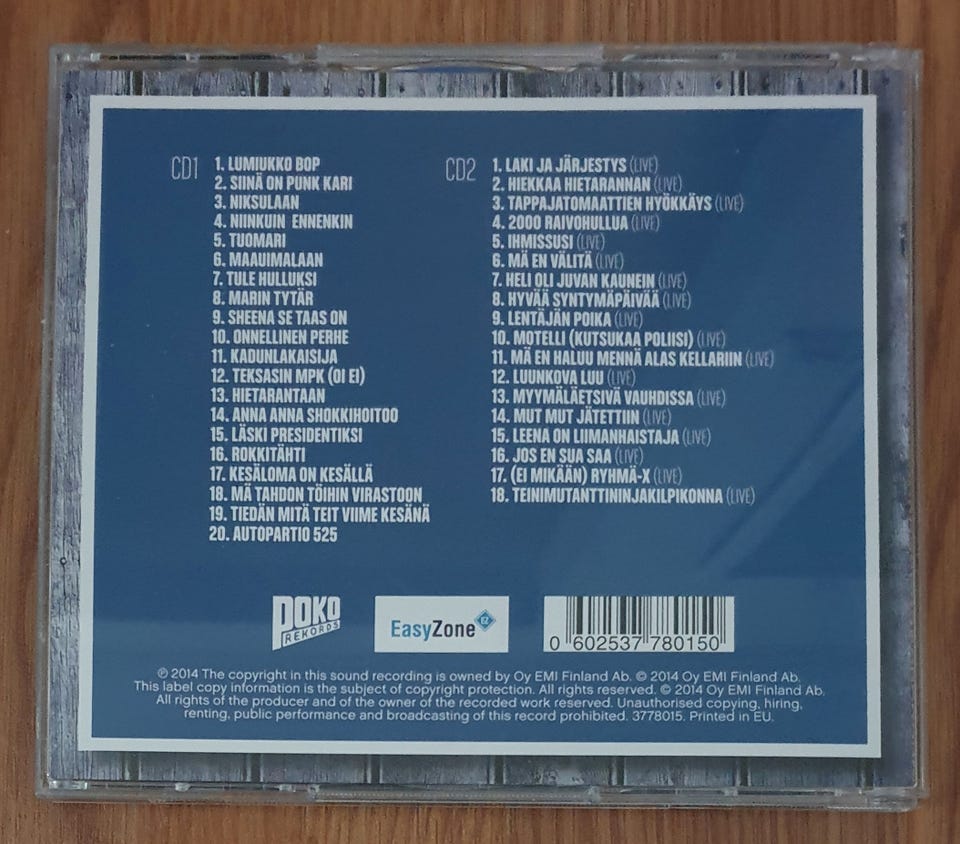 CD1
1. LUMIUKKO BOP
2. SIINÄ ON PUNK KARI
3. NIKSULAAN
4. NIINKUIN ENNENKIN
5. TUOMARI
6. MAAUIMALAAN
7. TULE HULLUKSI
8. MARIN TYTÄR
9. SHEENA SE TAAS ON
10. ONNELLINEN PERHE
11. KADUNLAKAISIJA
12. TEKSASIN MPK (OI EI)
13. HIETARANTAAN
14. ANNA ANNA SHOKKIHOITOO
15. LÄSKI PRESIDENTIKSI
16. ROKKITÄHTI
17. KESÄLOMA ON KESÄLLÄ
18. MÄ TAHDON TÖIHIN VIRASTOON
19. TIEDÄN MITÄ TEIT VIIME KESÄNÄ
20. AUTOPARTIO 525
CD2
1. LAKI JA JÄRJESTYS (LIVE)
2. HIEKKAA HIETARANNAN (LIVE)
3. TAPPAJATOMAATTIEN HYÖKKÄYS (LIVE)
4. 2000 RAIVOHULLUA (LIVE)
5. IHMISSUSI (LIVE)
6. MÄ EN VÄLITÄ (LIVE)
7. HELI OLI JUVAN KAUNEIN (LIVE)
8. HYVÄÄ SYNTYMÄPÄIVÄÄ (LIVE)
9. LENTÄJÄN POIKA (LIVE)
10. MOTELLI (KUTSUKAA POLIISI) (LIVE)
11. MÄ EN HALUU MENNÄ ALAS KELLARIIN (LIVE)
12. LUUNKOVA LUU (LIVE)
13. MYYMÄLÄETSIVÄ VAUHDISSA (LIVE)
14. MUT MUT JÄTETTIIN (LIVE)
15. LEENA ON LIIMANHAISTAJA (LIVE)
16. JOS EN SUA SAA (LIVE)
17. (EI MIKÄÄN) RYHMÄ-X (LIVE)
18. TEINIMUTANTTININJAKILPIKONNA (LIVE)
POKO
REKORDS
EasyZone EZ
0 602537 780150
℗ 2014 The copyright in this sound recording is owned by Oy EMI Finland Ab. © 2014 Oy EMI Finland Ab.
This label copy information is the subject of copyright protection. All rights reserved. © 2014 Oy EMI Finland Ab.
All rights of the producer and of the owner of the recorded work reserved. Unauthorised copying, hiring,
renting, public performance and broadcasting of this record prohibited. 3778015. Printed in EU.